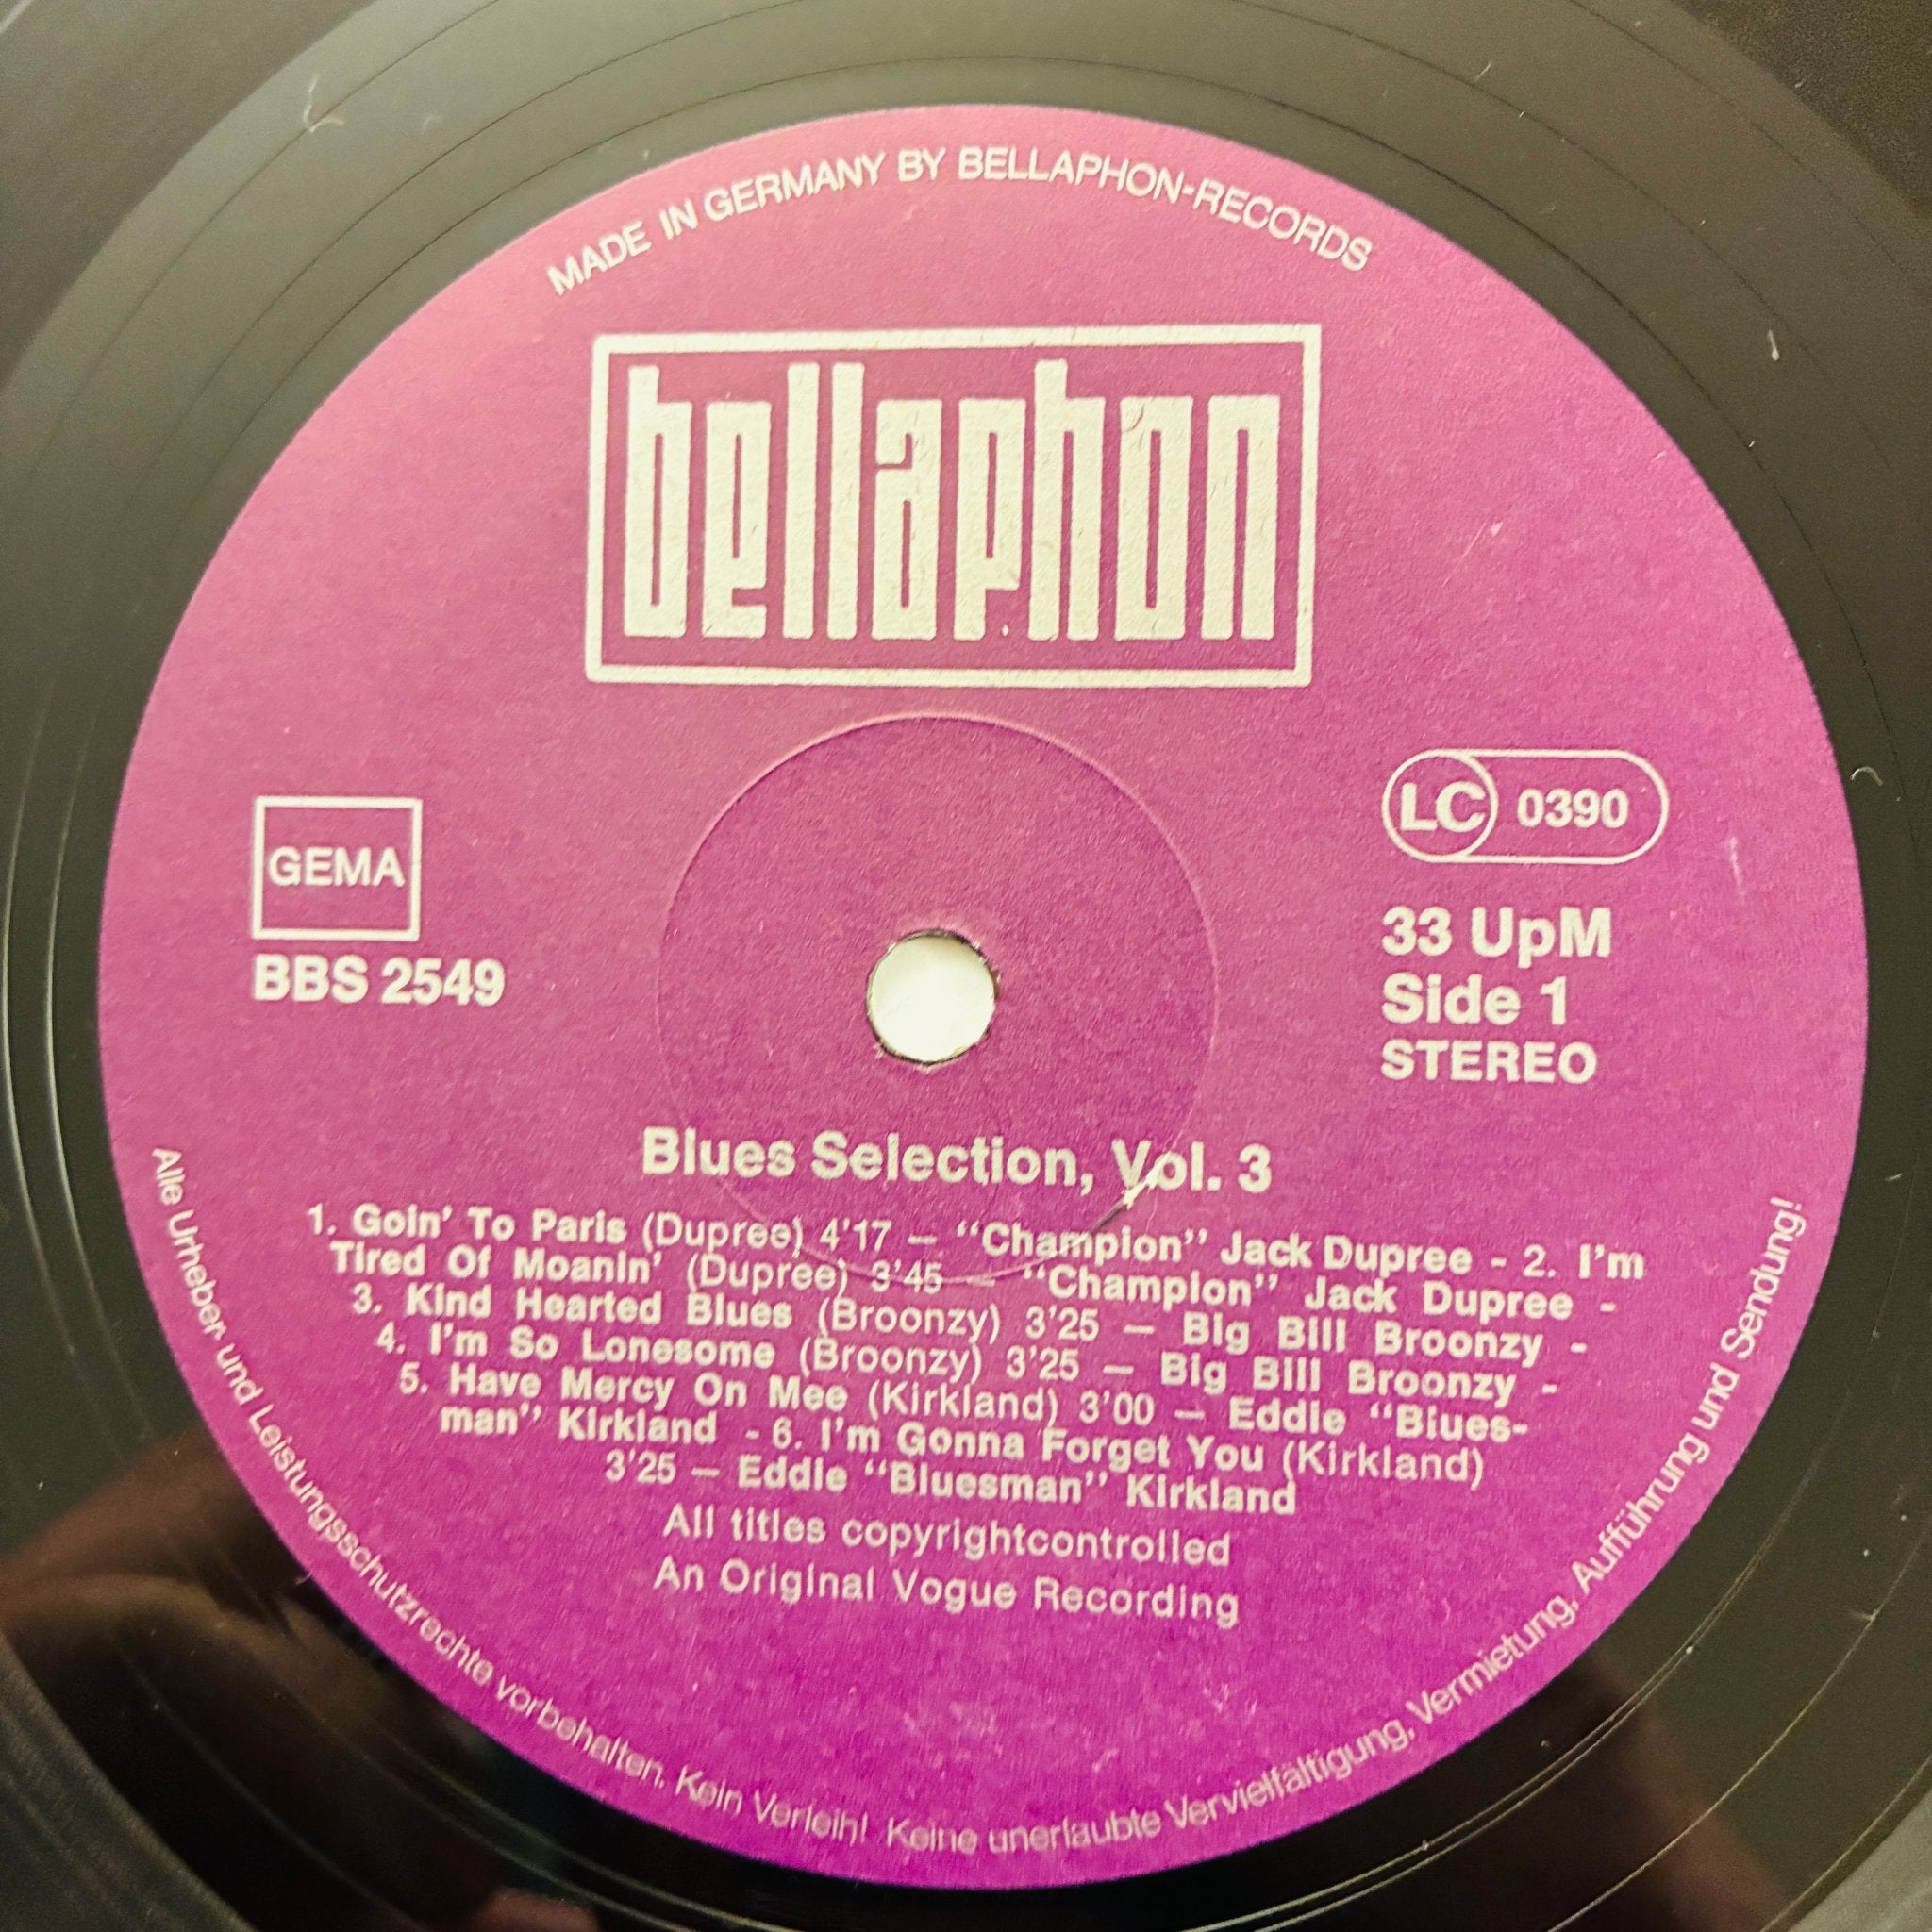 MADE IN GERMANY BY BELLAPHON-RECORDS
bellaphon
GEMA
BBS 2549
LC 0390
33 UpM
Side 1
STEREO
Blues Selection, Vol. 3
1. Goin' To Paris (Dupree) 4'17 — "Champion" Jack Dupree - 2. I'm
Tired Of Moanin' (Dupree) 3'45 — "Champion" Jack Dupree -
3. Kind Hearted Blues (Broonzy) 3'25 — Big Bill Broonzy -
4. I'm So Lonesome (Broonzy) 3'25 — Big Bill Broonzy -
5. Have Mercy On Mee (Kirkland) 3'00 — Eddie "Blues-
man" Kirkland - 6. I'm Gonna Forget You (Kirkland)
3'25 — Eddie "Bluesman" Kirkland
All titles copyrightcontrolled
An Original Vogue Recording
Alle Urheber- und Leistungsschutzrechte vorbehalten. Kein Verleih! Keine unerlaubte Vervielfältigung, Vermietung, Aufführung und Sendung!